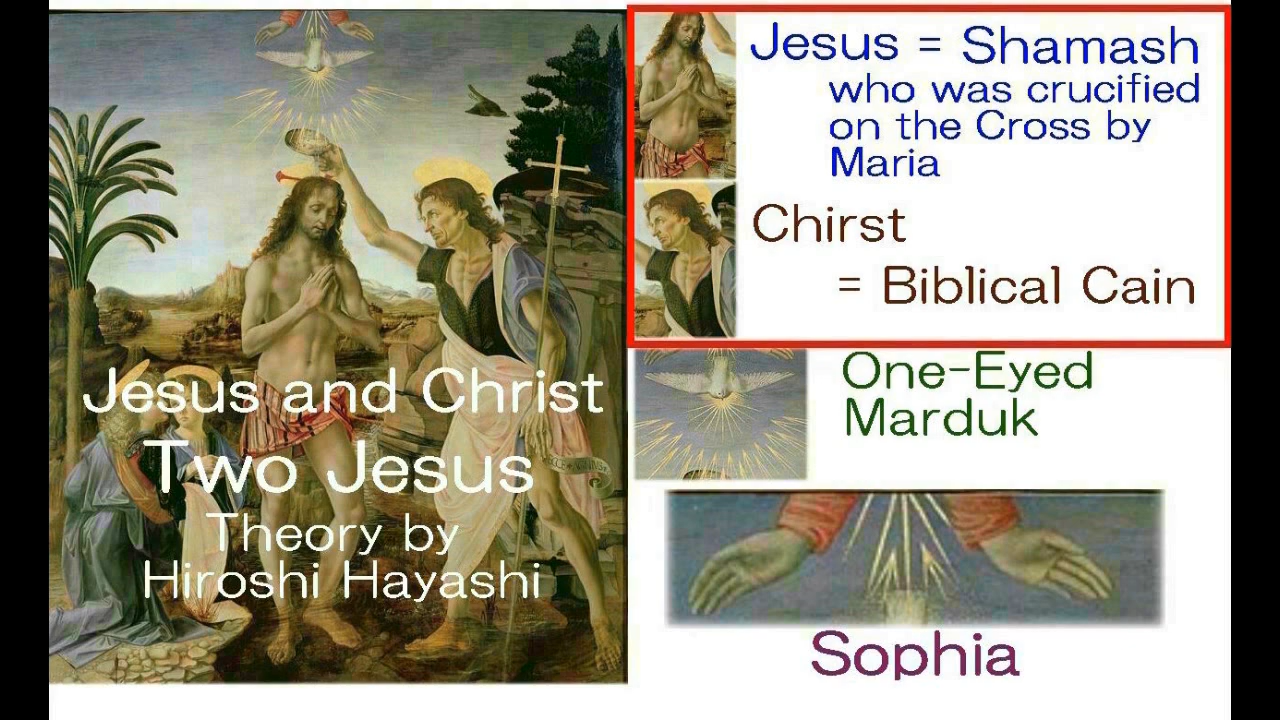 Jesus and Christ
Two Jesus
Theory by
Hiroshi Hayashi
Jesus = Shamash
who was crucified
on the Cross by
Maria
Chirst
= Biblical Cain
One-Eyed
Marduk
Sophia